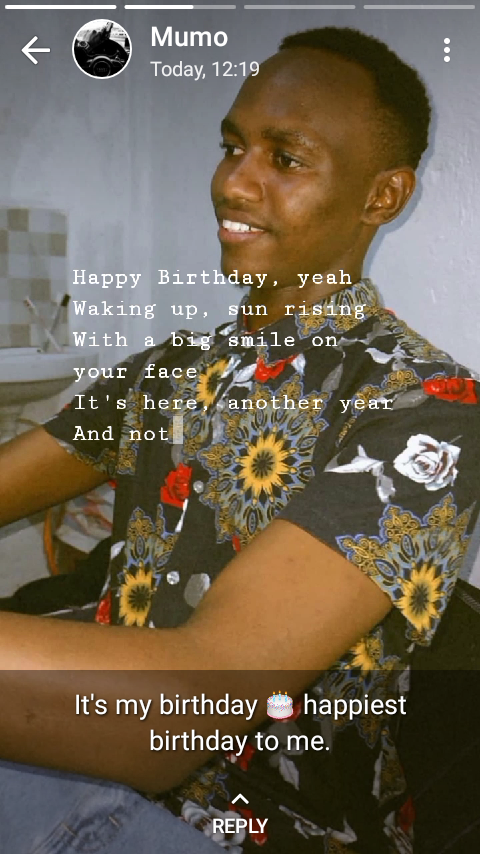 Mumo
Today, 12:19
Happy Birthday, yeah
Waking up, sun rising
With a big smile on
your face
It's here, another year
And not
It's my birthday 🎂 happiest
birthday to me.
REPLY